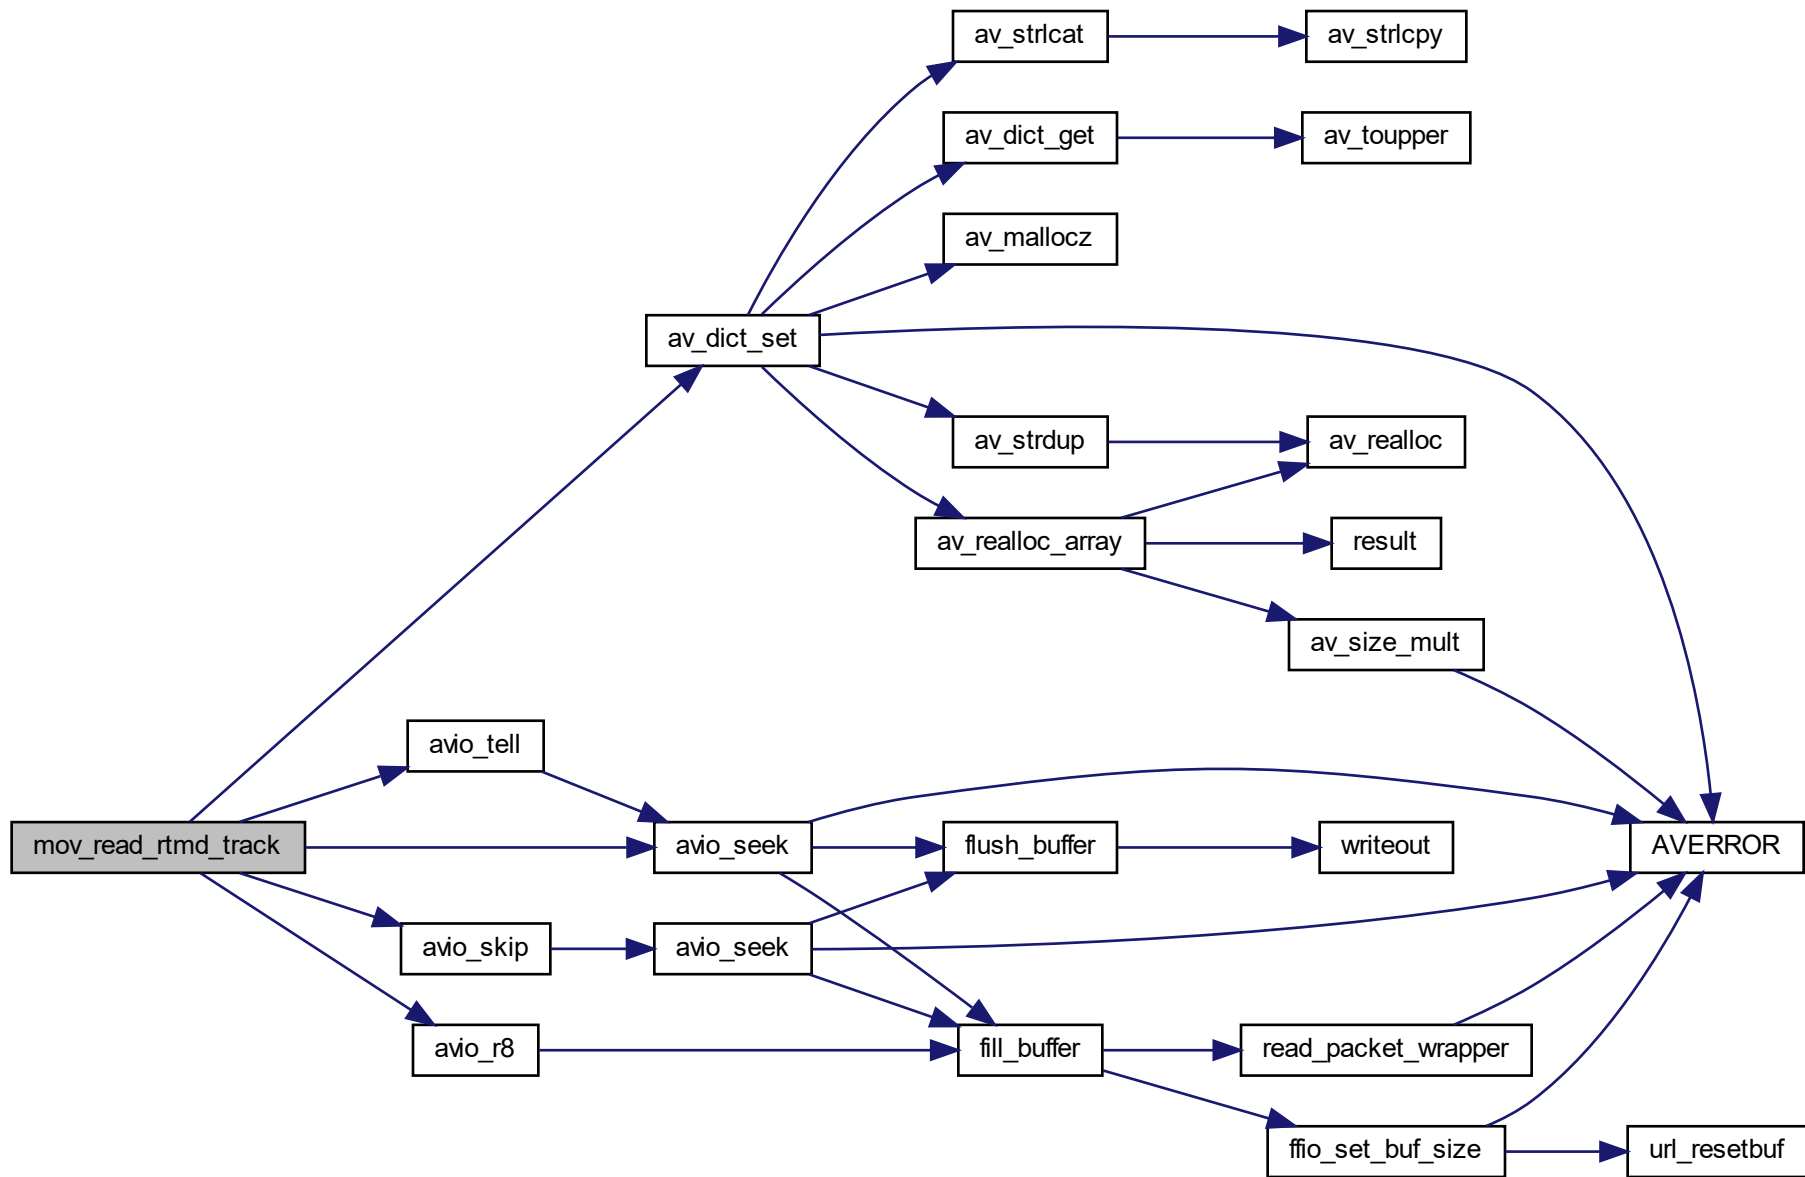 av_strlcat
av_strlcpy
av_dict_get
av_toupper
av_mallocz
av_dict_set
av_strdup
av_realloc
av_realloc_array
result
av_size_mult
avio_tell
mov_read_rtmd_track
avio_seek
flush_buffer
writeout
AVERROR
avio_skip
avio_seek
avio_r8
fill_buffer
read_packet_wrapper
ffio_set_buf_size
url_resetbuf